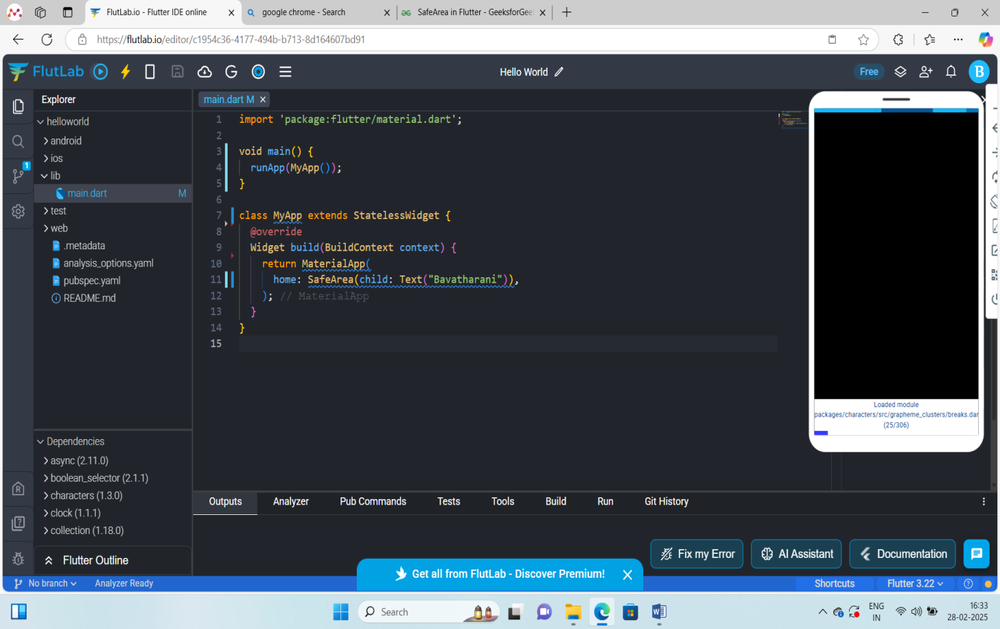 FlutLab.io - Flutter IDE online
google chrome - Search
SafeArea in Flutter - GeeksforGee
https://flutlab.io/editor/c1954c36-4177-494b-b713-8d164607bd91
FlutLab
Hello World
Free
B
Explorer
main.dart M
helloworld
android
ios
lib
main.dart M
test
web
.metadata
analysis_options.yaml
pubspec.yaml
README.md
1
1 import 'package:flutter/material.dart';
2
3 void main() {
4 runApp(MyApp());
5 }
6
7 class MyApp extends StatelessWidget {
8 @override
9 Widget build(BuildContext context) {
10 return MaterialApp(
11 home: SafeArea(child: Text("Bavatharani")),
12 ); // MaterialApp
13 }
14 }
15
Loaded module
packages/characters/src/grapheme_clusters/breaks.dar
(25/306)
Dependencies
async (2.11.0)
boolean_selector (2.1.1)
characters (1.3.0)
clock (1.1.1)
collection (1.18.0)
Flutter Outline
Outputs Analyzer Pub Commands Tests Tools Build Run Git History
Fix my Error AI Assistant Documentation
Get all from FlutLab - Discover Premium!
No branch Analyzer Ready Shortcuts Flutter 3.22
Search
ENG
IN
16:33
28-02-2025